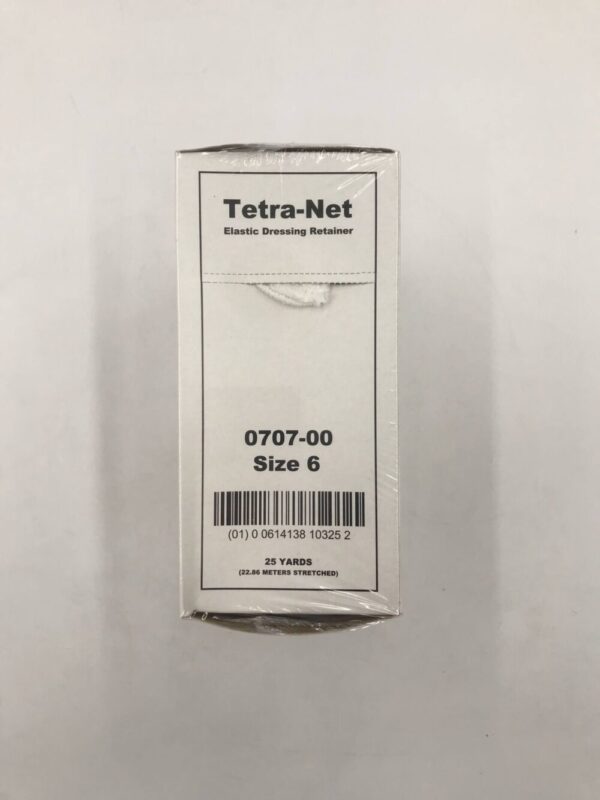 Tetra-Net
Elastic Dressing Retainer
0707-00
Size 6
(01) 0 0614138 10325 2
25 YARDS
(22.86 METERS STRETCHED)